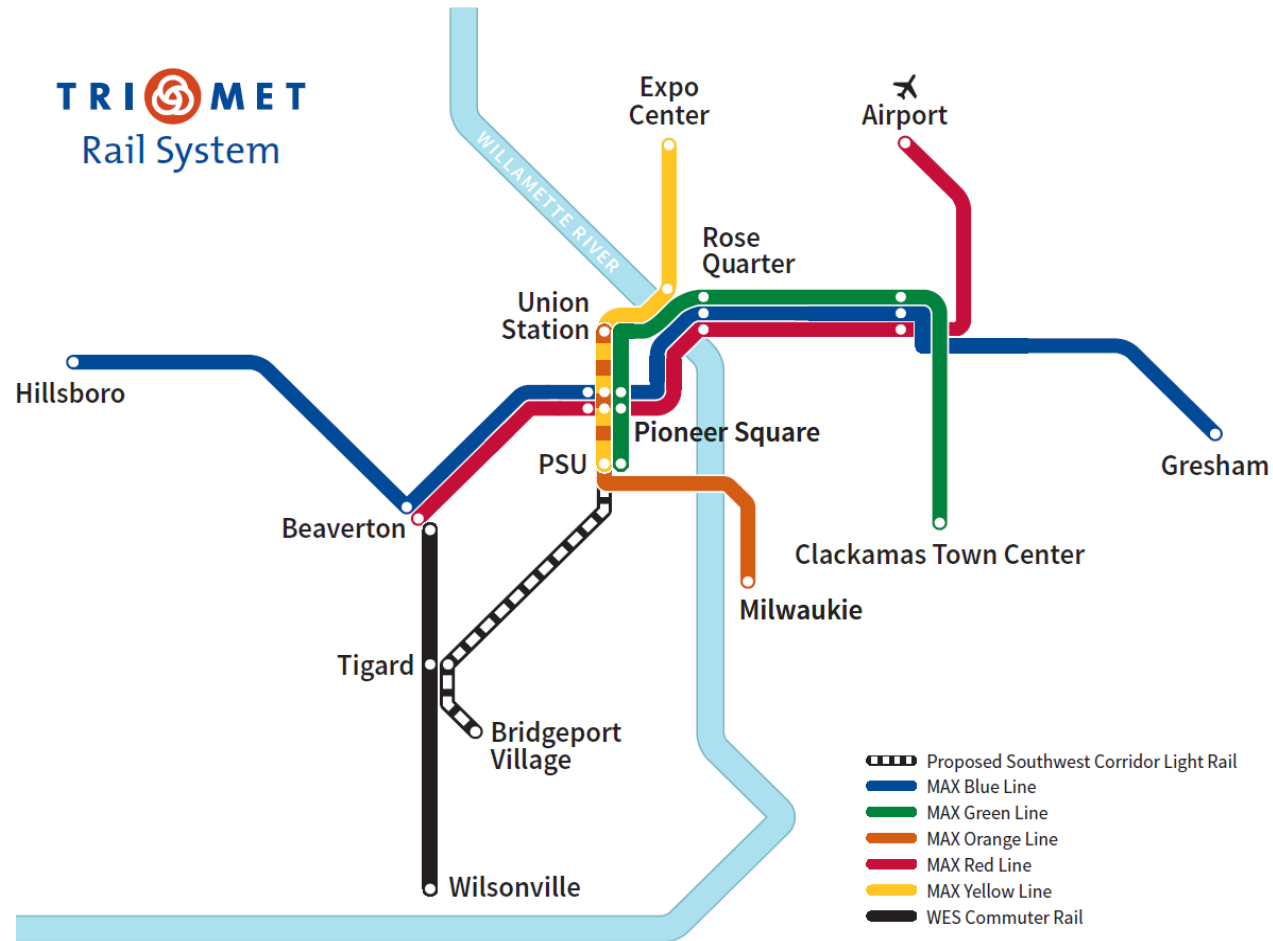 TRI MET
Rail System
WILLAMETTE RIVER
Expo
Center
Airport
Rose
Quarter
Union
Station
Hillsboro
Pioneer Square
PSU
Gresham
Beaverton
Clackamas Town Center
Milwaukie
Tigard
Bridgeport
Village
Wilsonville
Proposed Southwest Corridor Light Rail
MAX Blue Line
MAX Green Line
MAX Orange Line
MAX Red Line
MAX Yellow Line
WES Commuter Rail